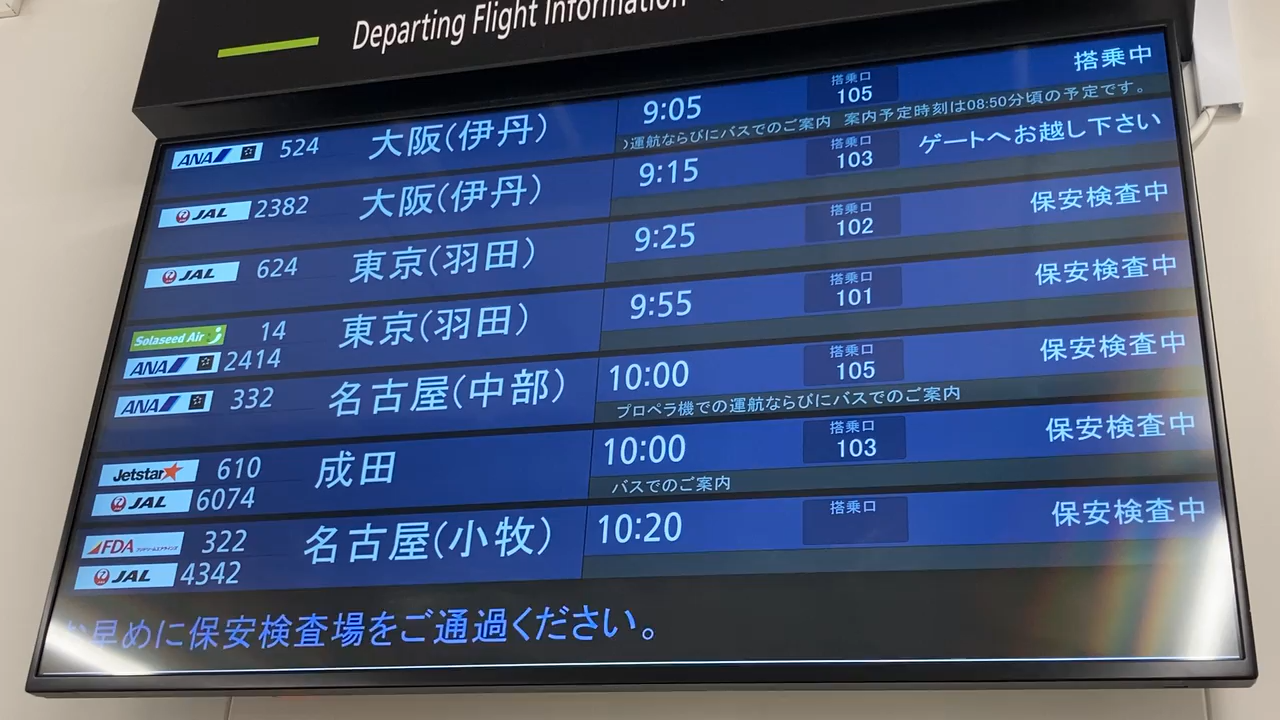 Departing Flight Information
ANA 524 大阪(伊丹) 9:05 搭乗口 105 搭乗中
運航ならびにバスでのご案内 案内予定時刻は08:50分頃の予定です。
JAL 2382 大阪(伊丹) 9:15 搭乗口 103 ゲートへお越し下さい
JAL 624 東京(羽田) 9:25 搭乗口 102 保安検査中
Solaseed Air 14 東京(羽田) 9:55 搭乗口 101 保安検査中
ANA 2414
ANA 332 名古屋(中部) 10:00 搭乗口 105 保安検査中
プロペラ機での運航ならびにバスでのご案内
Jetstar 610 成田 10:00 搭乗口 103 保安検査中
JAL 6074 バスでのご案内
FDA 322 名古屋(小牧) 10:20 搭乗口 保安検査中
JAL 4342
お早めに保安検査場をご通過ください。